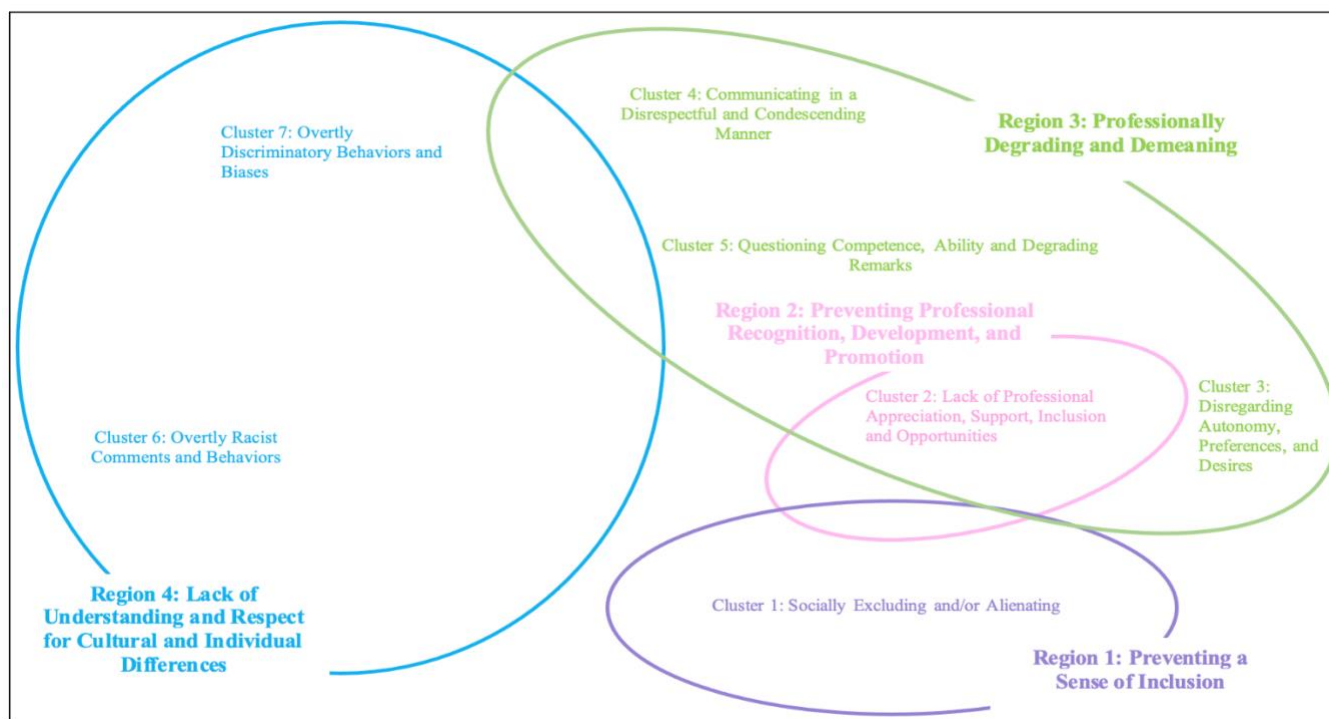 Cluster 4: Communicating in a
Disrespectful and Condescending
Manner
Region 3: Professionally
Degrading and Demeaning
Cluster 7: Overtly
Discriminatory Behaviors and
Biases
Cluster 5: Questioning Competence, Ability and Degrading
Remarks
Region 2: Preventing Professional
Recognition, Development, and
Promotion
Cluster 2: Lack of Professional
Appreciation, Support, Inclusion
and Opportunities
Cluster 3:
Disregarding
Autonomy,
Preferences, and
Desires
Cluster 6: Overtly Racist
Comments and Behaviors
Region 4: Lack of
Understanding and Respect
for Cultural and Individual
Differences
Cluster 1: Socially Excluding and/or Alienating
Region 1: Preventing a
Sense of Inclusion